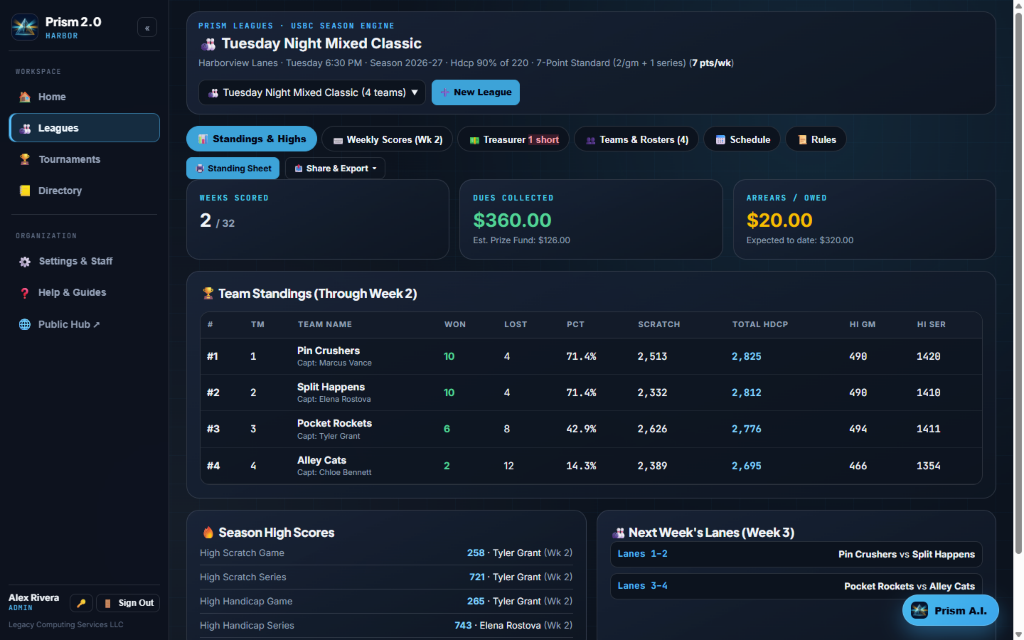 Prism 2.0
HARBOR
«
WORKSPACE
Home
Leagues
Tournaments
Directory
ORGANIZATION
Settings & Staff
Help & Guides
Public Hub ↗
Alex Rivera
ADMIN
Sign Out
Legacy Computing Services LLC
PRISM LEAGUES · USBC SEASON ENGINE
Tuesday Night Mixed Classic
Harborview Lanes · Tuesday 6:30 PM · Season 2026-27 · Hdcp 90% of 220 · 7-Point Standard (2/gm + 1 series) (7 pts/wk)
Tuesday Night Mixed Classic (4 teams) ▼
New League
Standings & Highs
Weekly Scores (Wk 2)
Treasurer 1 short
Teams & Rosters (4)
Schedule
Rules
Standing Sheet
Share & Export
WEEKS SCORED
2 / 32
DUES COLLECTED
$360.00
Est. Prize Fund: $126.00
ARREARS / OWED
$20.00
Expected to date: $320.00
Team Standings (Through Week 2)
# TM TEAM NAME WON LOST PCT SCRATCH TOTAL HDCP HI GM HI SER
#1 1 Pin Crushers 10 4 71.4% 2,513 2,825 490 1420
Capt: Marcus Vance
#2 2 Split Happens 10 4 71.4% 2,332 2,812 490 1410
Capt: Elena Rostova
#3 3 Pocket Rockets 6 8 42.9% 2,626 2,776 494 1411
Capt: Tyler Grant
#4 4 Alley Cats 2 12 14.3% 2,389 2,695 466 1354
Capt: Chloe Bennett
Season High Scores
High Scratch Game 258 · Tyler Grant (Wk 2)
High Scratch Series 721 · Tyler Grant (Wk 2)
High Handicap Game 265 · Tyler Grant (Wk 2)
High Handicap Series 743 · Elena Rostova (Wk 2)
Next Week's Lanes (Week 3)
Lanes 1-2 Pin Crushers vs Split Happens
Lanes 3-4 Pocket Rockets vs Alley Cats
Prism A.I.